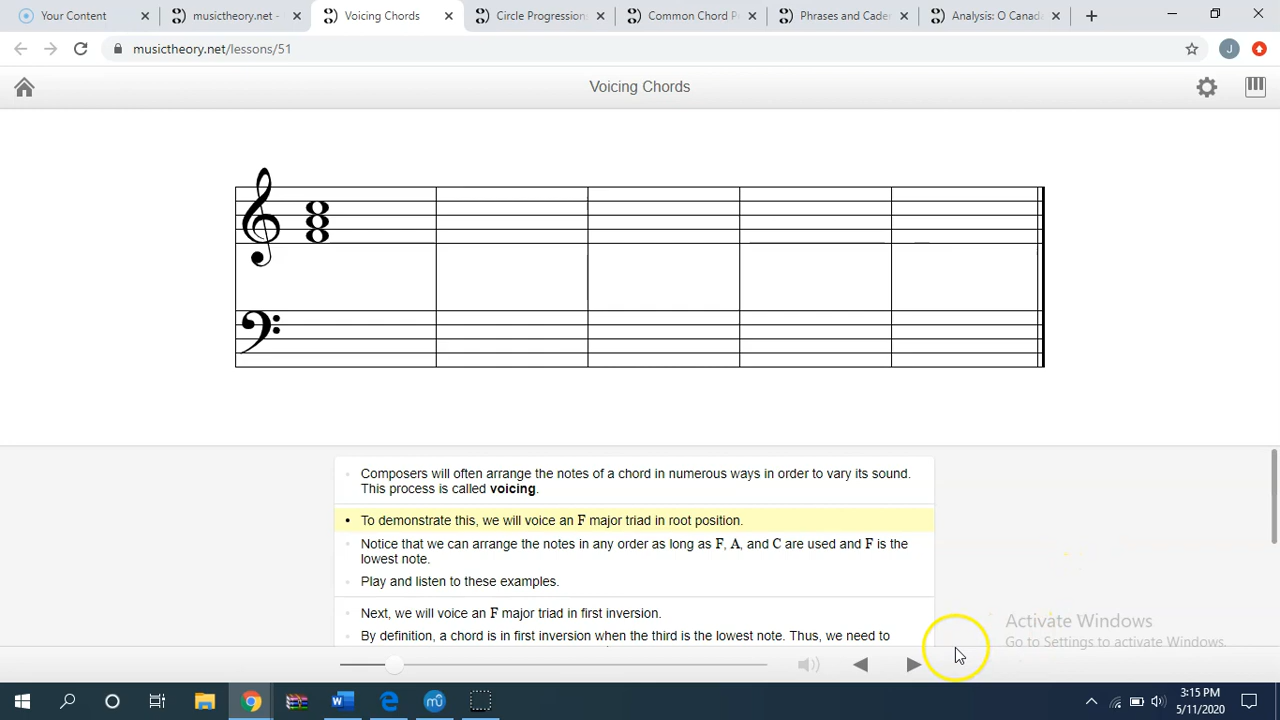 Your Content
musictheory.net -
Voicing Chords
Circle Progression
Common Chord P
Phrases and Caden
Analysis: O Canada
musictheory.net/lessons/51
J
Voicing Chords
Composers will often arrange the notes of a chord in numerous ways in order to vary its sound.
This process is called voicing.
• To demonstrate this, we will voice an F major triad in root position.
Notice that we can arrange the notes in any order as long as F, A, and C are used and F is the
lowest note.
Play and listen to these examples.
Next, we will voice an F major triad in first inversion.
By definition, a chord is in first inversion when the third is the lowest note. Thus, we need to
Activate Windows
Go to Settings to activate Windows.
3:15 PM
5/11/2020